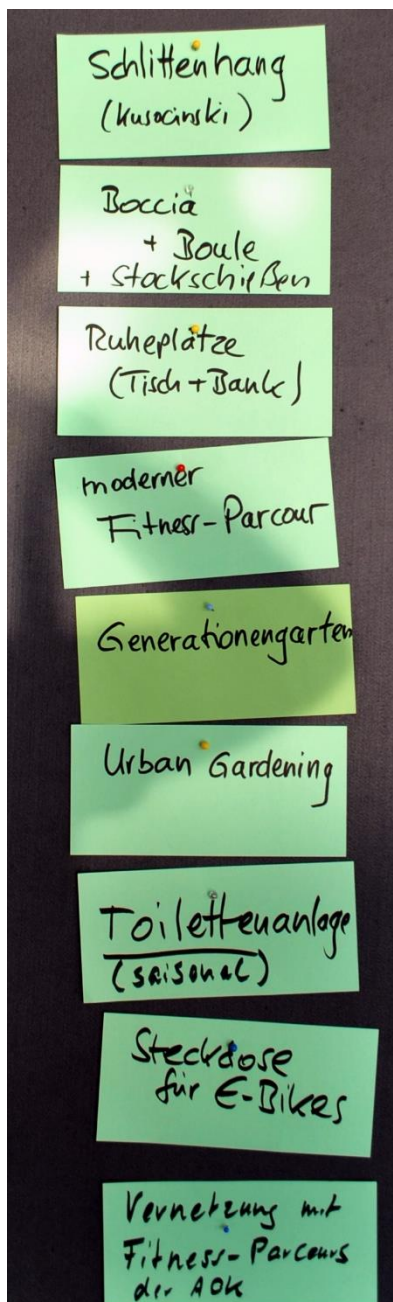 Schlittenhang
(Kusocinski)
Boccia
+ Boule
+ Stockschießen
Ruheplätze
(Tisch + Bank)
moderner
Fitness-Parcour
Generationengarten
Urban Gardening
Toilettenanlage
(saisonal)
Steckdose
für E-Bikes
Vernetzung mit
Fitness-Parcours
der AOK